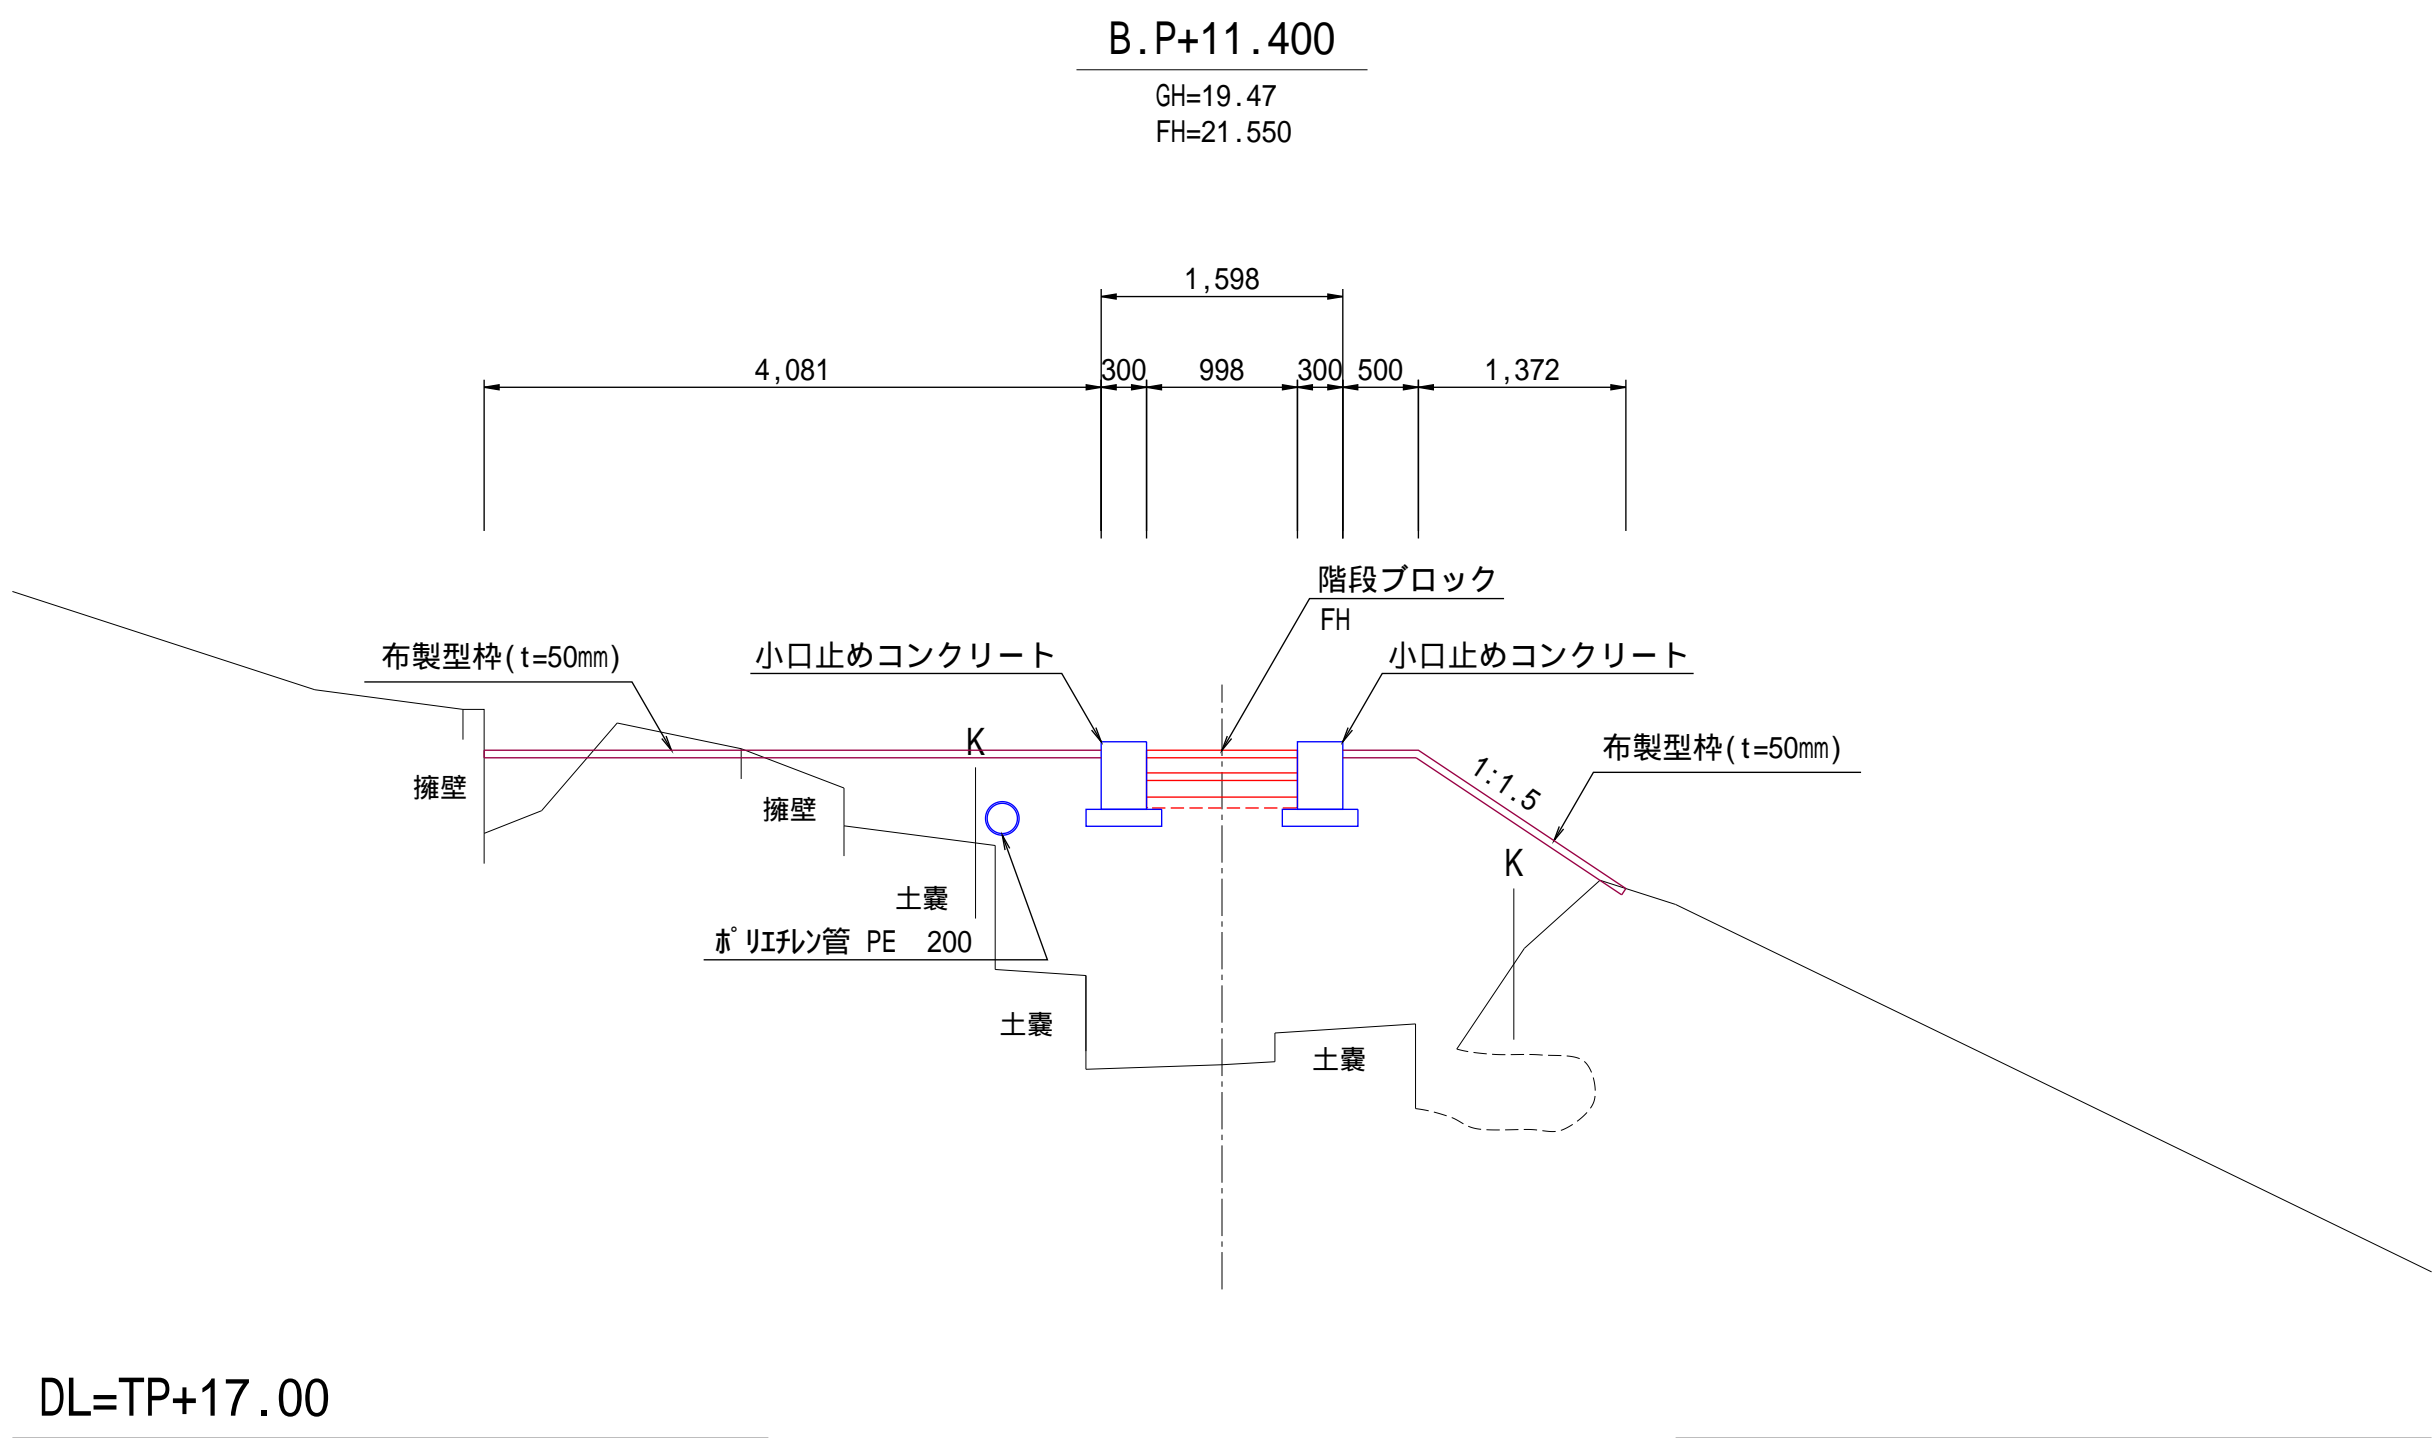 B.P+11.400
GH=19.47
FH=21.550
1,598
4,081
300
998
300
500
1,372
階段ブロック
FH
布製型枠(t=50㎜)
小口止めコンクリート
小口止めコンクリート
K
布製型枠(t=50㎜)
1:1.5
擁壁
擁壁
K
土嚢
ﾎﾟﾘｴﾁﾚﾝ管 PE 200
土嚢
土嚢
DL=TP+17.00